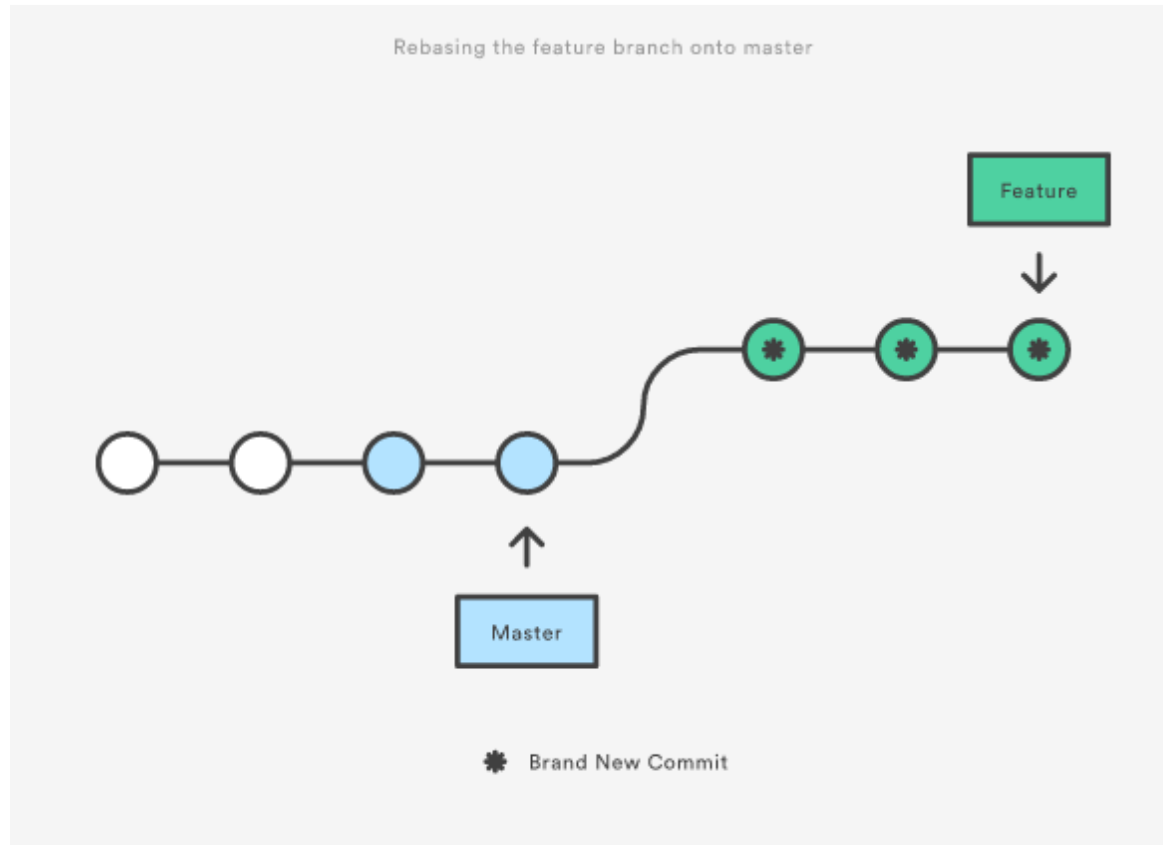 Rebasing the feature branch onto master
Feature
Master
Brand New Commit